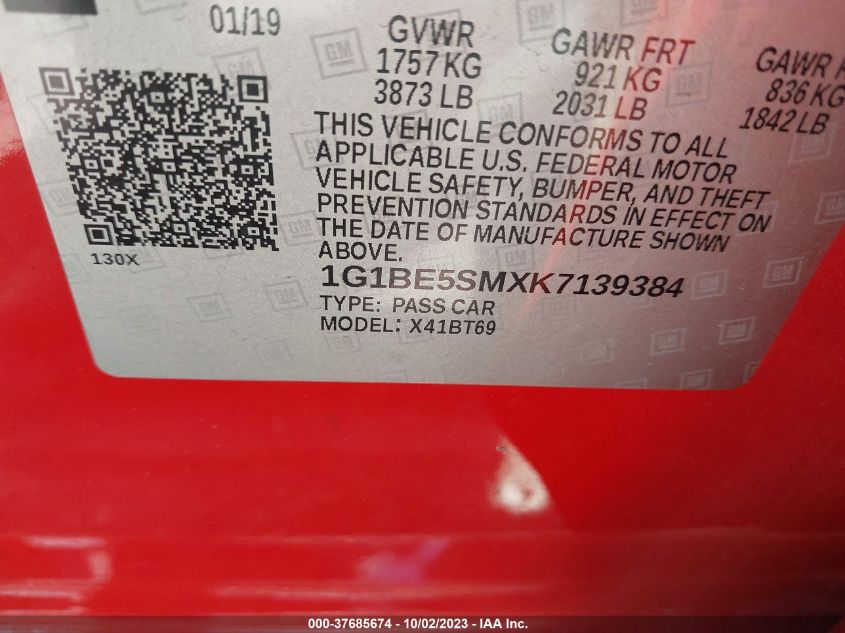 01/19 GVWR GAWR FRT GAWR
1757 KG 921 KG 836 KG
3873 LB 2031 LB 1842 LB
THIS VEHICLE CONFORMS TO ALL
APPLICABLE U.S. FEDERAL MOTOR
VEHICLE SAFETY, BUMPER, AND THEFT
PREVENTION STANDARDS IN EFFECT ON
THE DATE OF MANUFACTURE SHOWN
ABOVE.
130X
1G1BE5SMXK7139384
TYPE: PASS CAR
MODEL: X41BT69
000-37685674 - 10/02/2023 - IAA Inc.